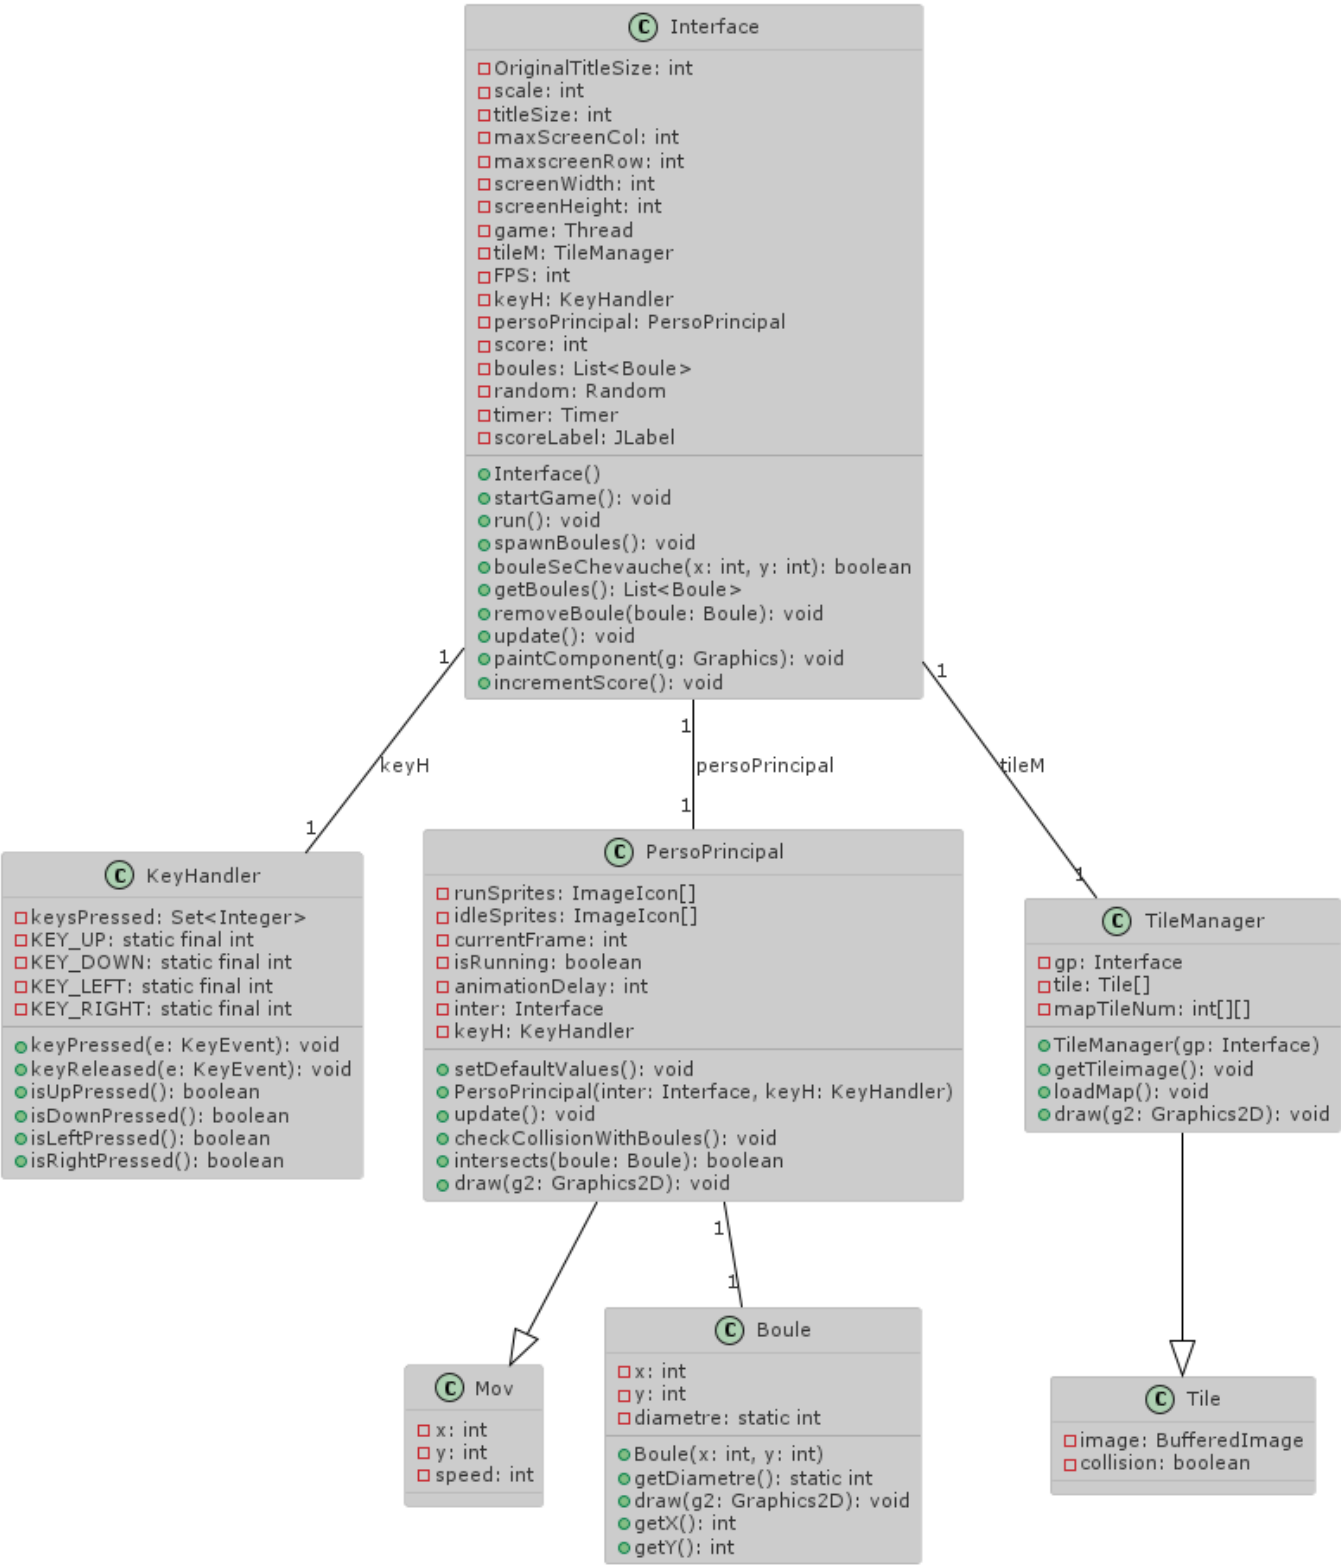 C Interface
OriginalTitleSize: int
scale: int
titleSize: int
maxScreenCol: int
maxscreenRow: int
screenWidth: int
screenHeight: int
game: Thread
tileM: TileManager
FPS: int
keyH: KeyHandler
persoPrincipal: PersoPrincipal
score: int
boules: List<Boule>
random: Random
timer: Timer
scoreLabel: JLabel
Interface()
startGame(): void
run(): void
spawnBoules(): void
bouleSeChevauche(x: int, y: int): boolean
getBoules(): List<Boule>
removeBoule(boule: Boule): void
update(): void
paintComponent(g: Graphics): void
incrementScore(): void
1
1
1
keyH
persoPrincipal
tileM
1
1
1
C KeyHandler
keysPressed: Set<Integer>
KEY_UP: static final int
KEY_DOWN: static final int
KEY_LEFT: static final int
KEY_RIGHT: static final int
keyPressed(e: KeyEvent): void
keyReleased(e: KeyEvent): void
isUpPressed(): boolean
isDownPressed(): boolean
isLeftPressed(): boolean
isRightPressed(): boolean
C PersoPrincipal
runSprites: ImageIcon[]
idleSprites: ImageIcon[]
currentFrame: int
isRunning: boolean
animationDelay: int
inter: Interface
keyH: KeyHandler
setDefaultValues(): void
PersoPrincipal(inter: Interface, keyH: KeyHandler)
update(): void
checkCollisionWithBoules(): void
intersects(boule: Boule): boolean
draw(g2: Graphics2D): void
C TileManager
gp: Interface
tile: Tile[]
mapTileNum: int[][]
TileManager(gp: Interface)
getTileimage(): void
loadMap(): void
draw(g2: Graphics2D): void
1
1
C Mov
x: int
y: int
speed: int
C Boule
x: int
y: int
diametre: static int
Boule(x: int, y: int)
getDiametre(): static int
draw(g2: Graphics2D): void
getX(): int
getY(): int
C Tile
image: BufferedImage
collision: boolean